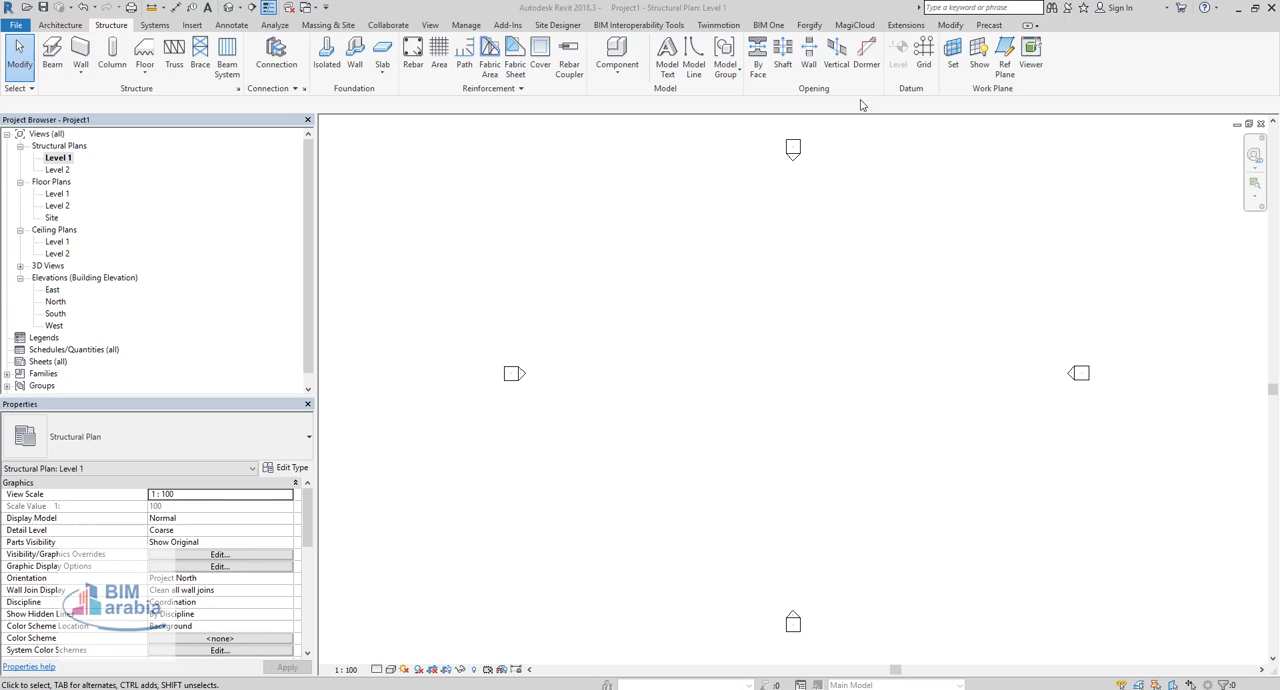 Autodesk Revit 2018.3 - Project1 - Structural Plan: Level 1
Type a keyword or phrase
Sign In
File Architecture Structure Systems Insert Annotate Analyze Massing & Site Collaborate View Manage Add-Ins Site Designer BIM Interoperability Tools Twinmotion BIM One Forgify MagiCloud Extensions Modify Precast
Modify Beam Wall Column Floor Truss Brace Beam System Connection Isolated Wall Slab Rebar Area Path Fabric Area Fabric Sheet Cover Rebar Coupler Component Model Text Model Line Model Group By Face Shaft Wall Vertical Dormer Level Grid Set Show Ref Plane Viewer
Select Structure Connection Foundation Reinforcement Model Opening Datum Work Plane
Project Browser - Project1
Views (all)
Structural Plans
Level 1
Level 2
Floor Plans
Level 1
Level 2
Site
Ceiling Plans
Level 1
Level 2
3D Views
Elevations (Building Elevation)
East
North
South
West
Legends
Schedules/Quantities (all)
Sheets (all)
Families
Groups
Properties
Structural Plan
Structural Plan: Level 1 Edit Type
Graphics
View Scale 1 : 100
Scale Value 1: 100
Display Model Normal
Detail Level Coarse
Parts Visibility Show Original
Visibility/Graphics Overrides Edit...
Graphic Display Options Edit...
Orientation Project North
Wall Join Display Clean all wall joins
Discipline Coordination
Show Hidden Lines By Discipline
Color Scheme Location Background
Color Scheme <none>
System Color Schemes Edit...
BIM
arabia
Properties help Apply
1 : 100
Click to select, TAB for alternates, CTRL adds, SHIFT unselects.
:0
Main Model
:0